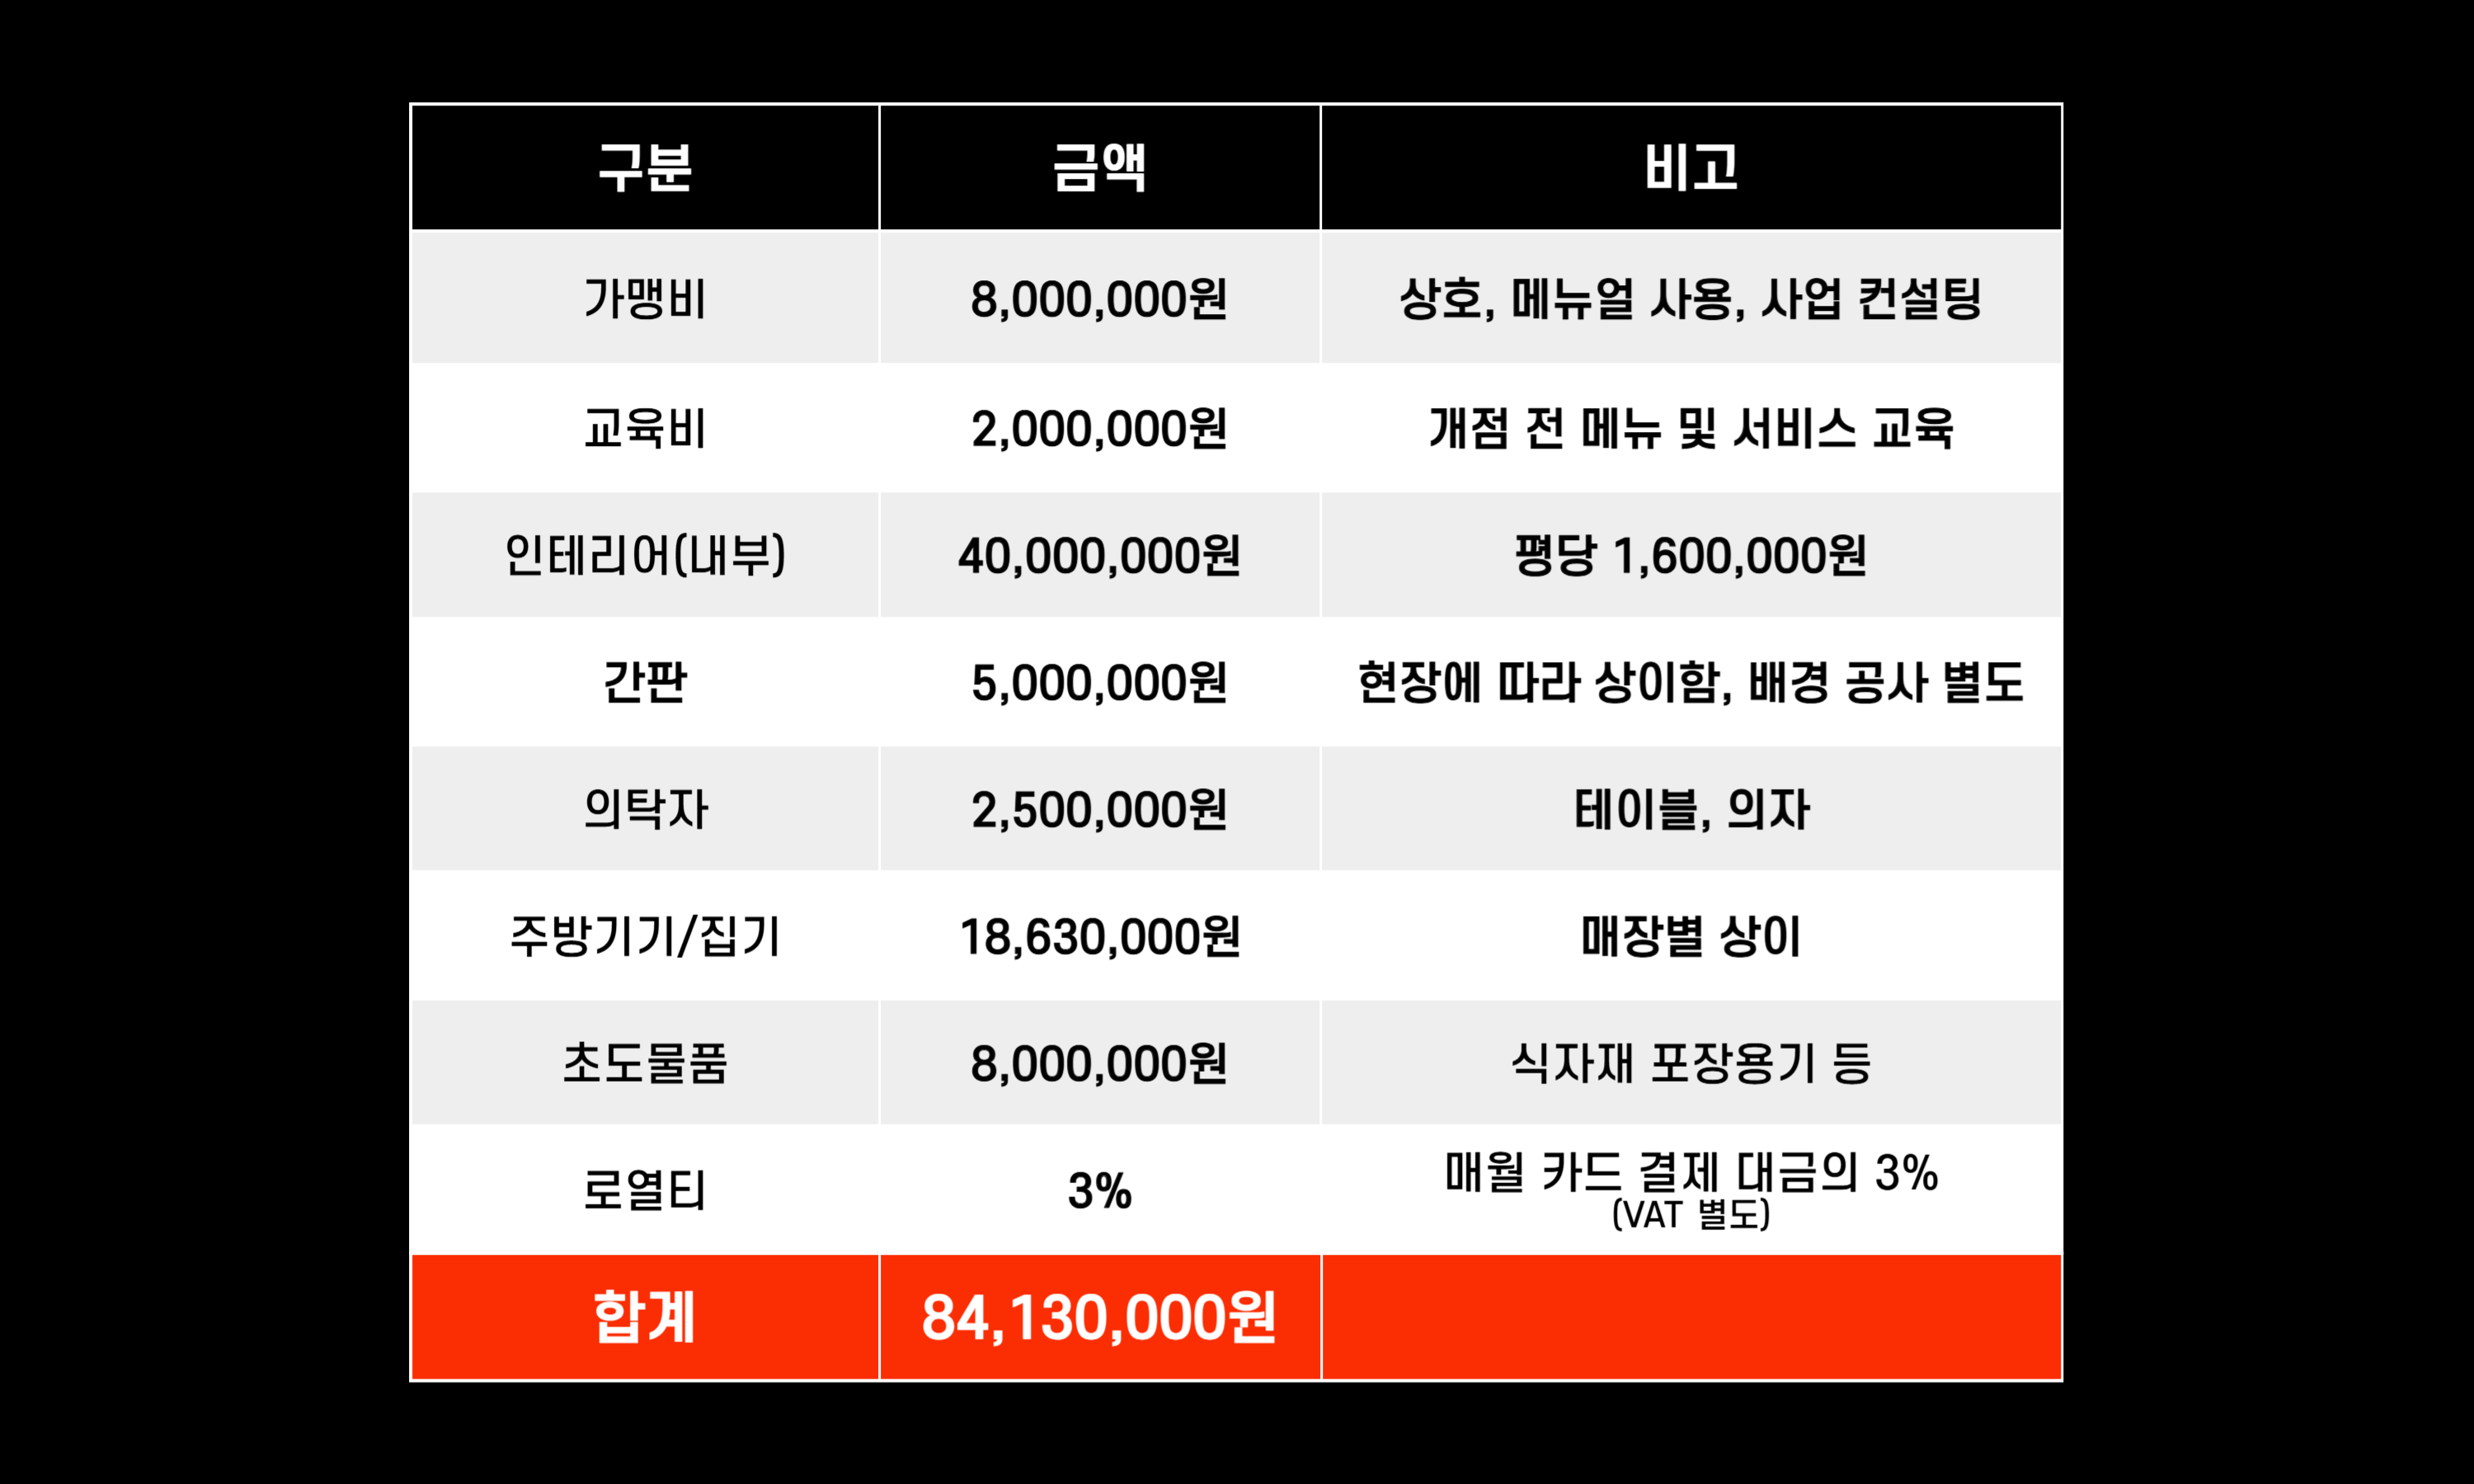 구분 금액 비고
가맹비 8,000,000원 상호, 메뉴얼 사용, 사업 컨설팅
교육비 2,000,000원 개점 전 메뉴 및 서비스 교육
인테리어(내부) 40,000,000원 평당 1,600,000원
간판 5,000,000원 현장에 따라 상이함, 배경 공사 별도
의탁자 2,500,000원 테이블, 의자
주방기기/집기 18,630,000원 매장별 상이
초도물품 8,000,000원 식자재 포장용기 등
로열티 3% 매월 카드 결제 대금의 3%
(VAT 별도)
합계 84,130,000원